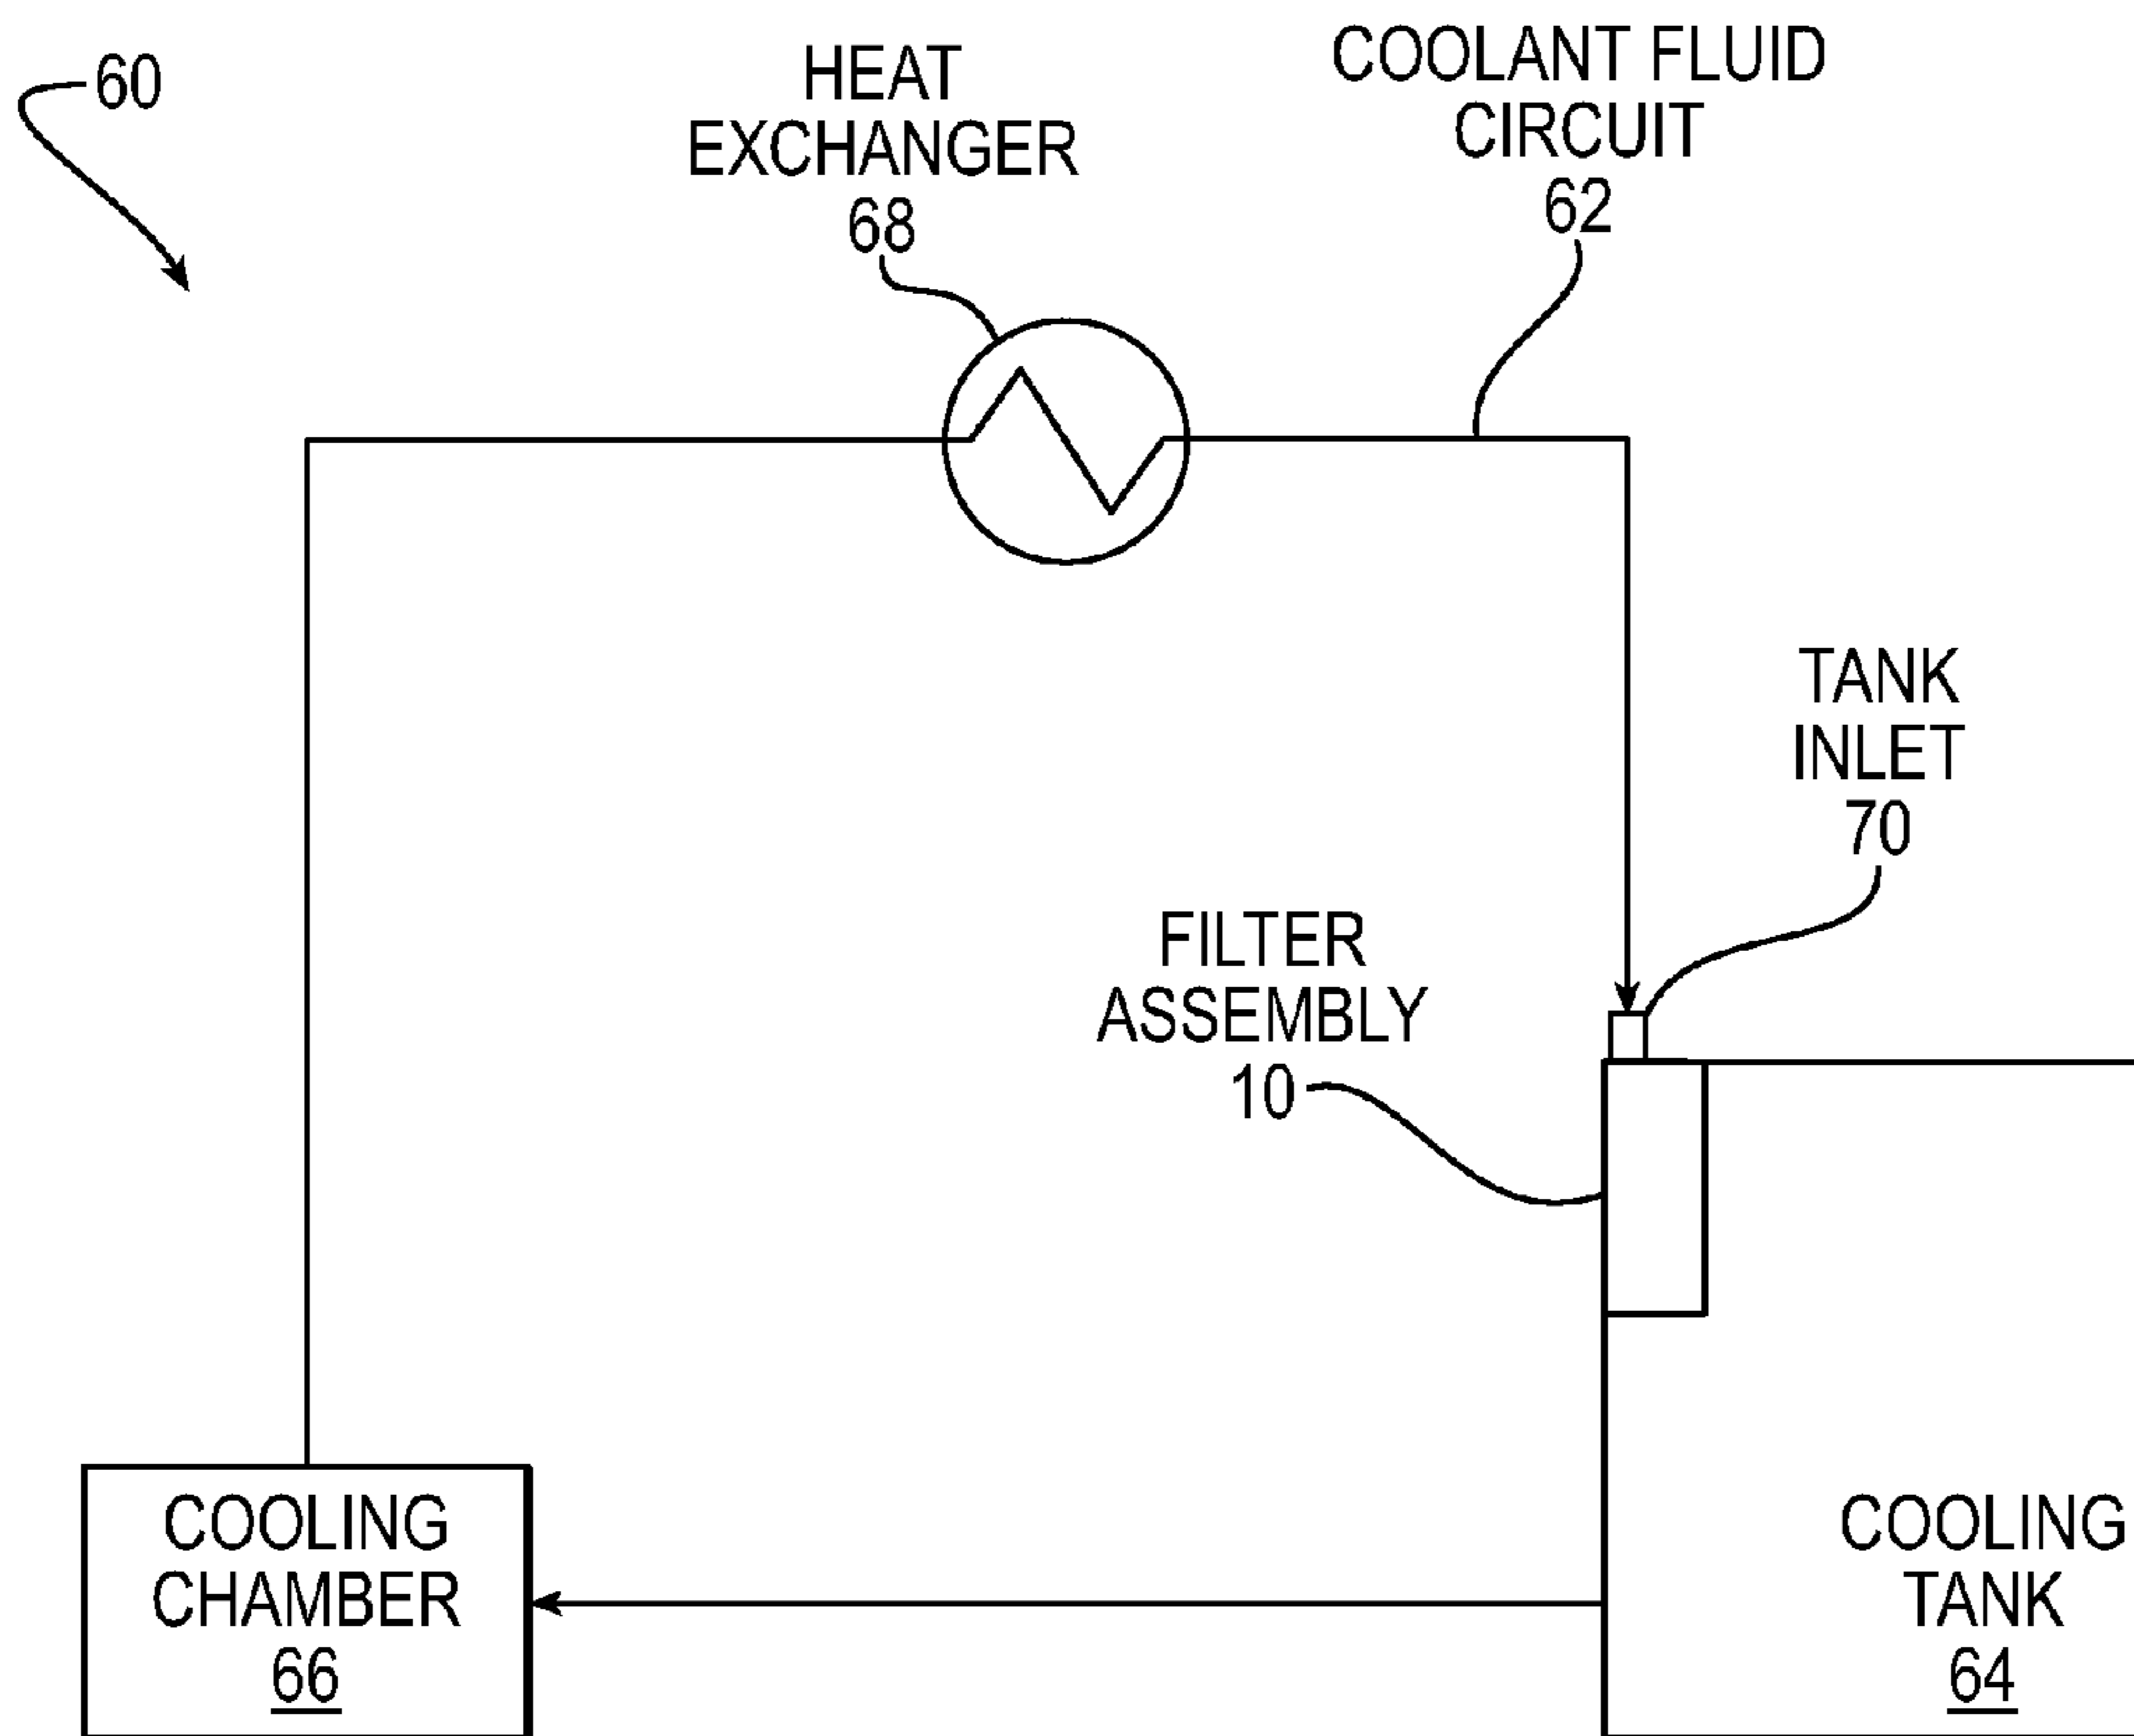 60
HEAT
EXCHANGER
68
COOLANT FLUID
CIRCUIT
62
TANK
INLET
70
FILTER
ASSEMBLY
10
COOLING
CHAMBER
66
COOLING
TANK
64